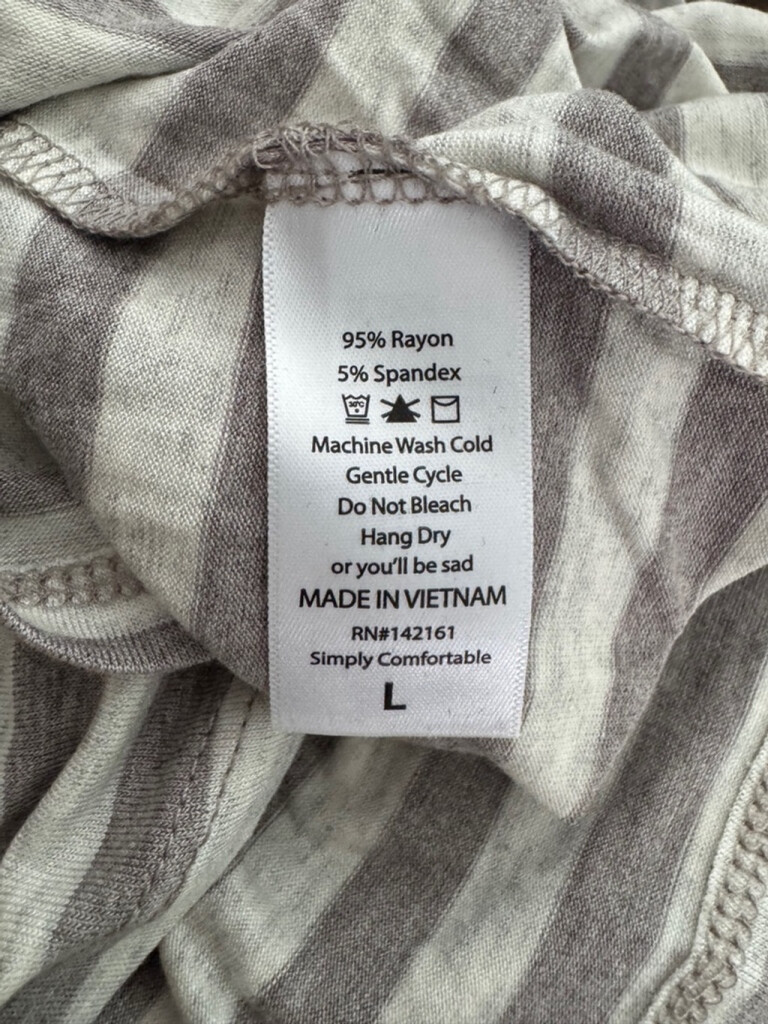 95% Rayon
5% Spandex
30°C
Machine Wash Cold
Gentle Cycle
Do Not Bleach
Hang Dry
or you'll be sad
MADE IN VIETNAM
RN#142161
Simply Comfortable
L